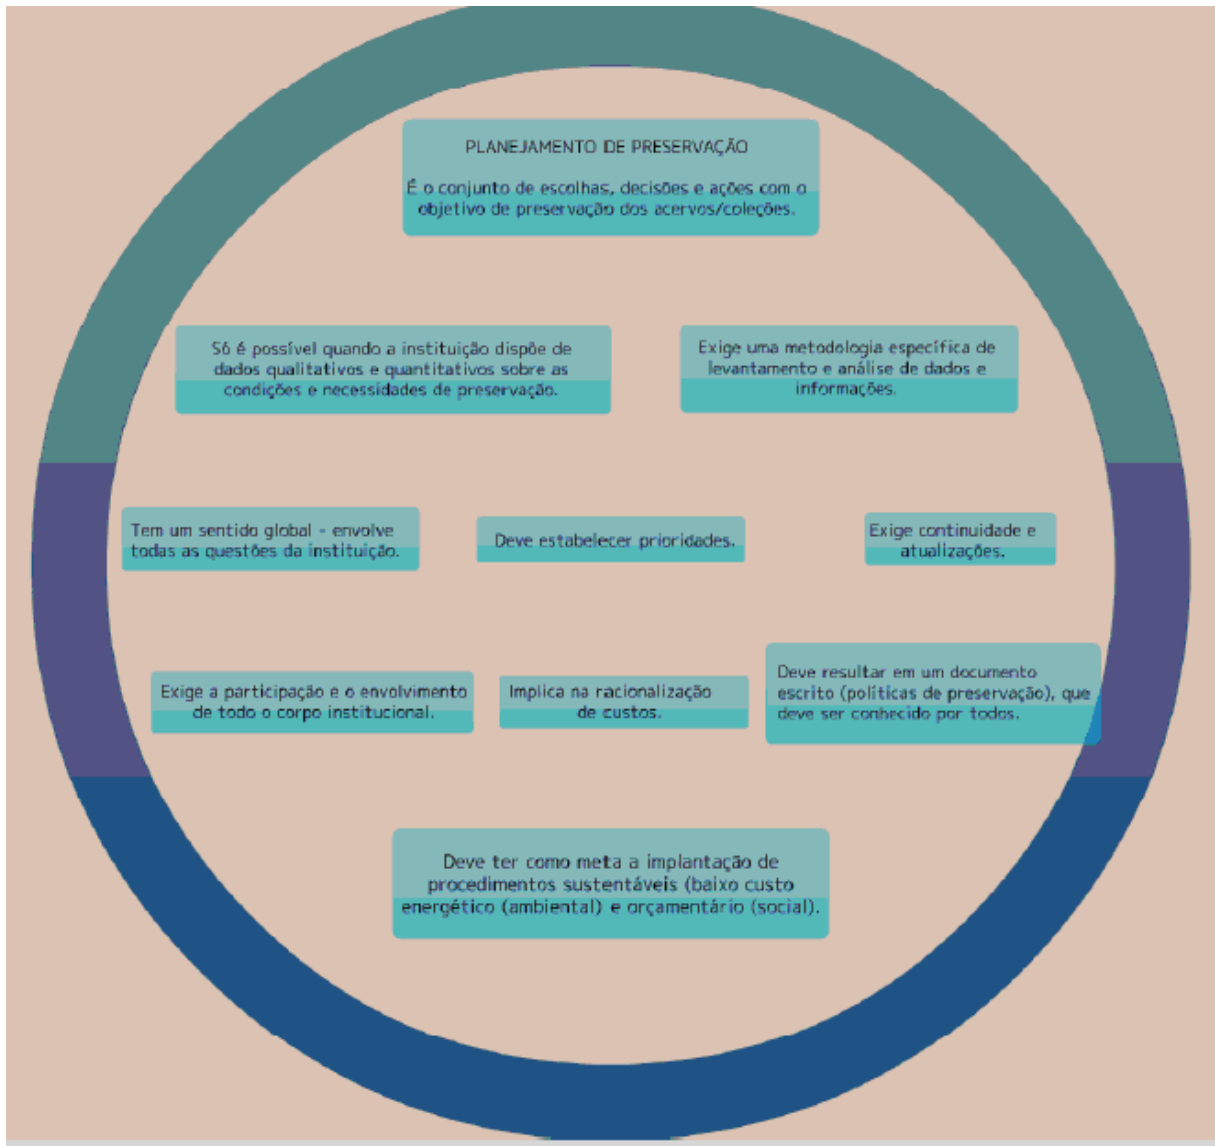 PLANEJAMENTO DE PRESERVAÇÃO
É o conjunto de escolhas, decisões e ações com o
objetivo de preservação dos acervos/coleções.
Só é possível quando a instituição dispõe de
dados qualitativos e quantitativos sobre as
condições e necessidades de preservação.
Exige uma metodologia específica de
levantamento e análise de dados e
informações.
Tem um sentido global - envolve
todas as questões da instituição.
Deve estabelecer prioridades.
Exige continuidade e
atualizações.
Exige a participação e o envolvimento
de todo o corpo institucional.
Implica na racionalização
de custos.
Deve resultar em um documento
escrito (políticas de preservação), que
deve ser conhecido por todos.
Deve ter como meta a implantação de
procedimentos sustentáveis (baixo custo
energético (ambiental) e orçamentário (social).